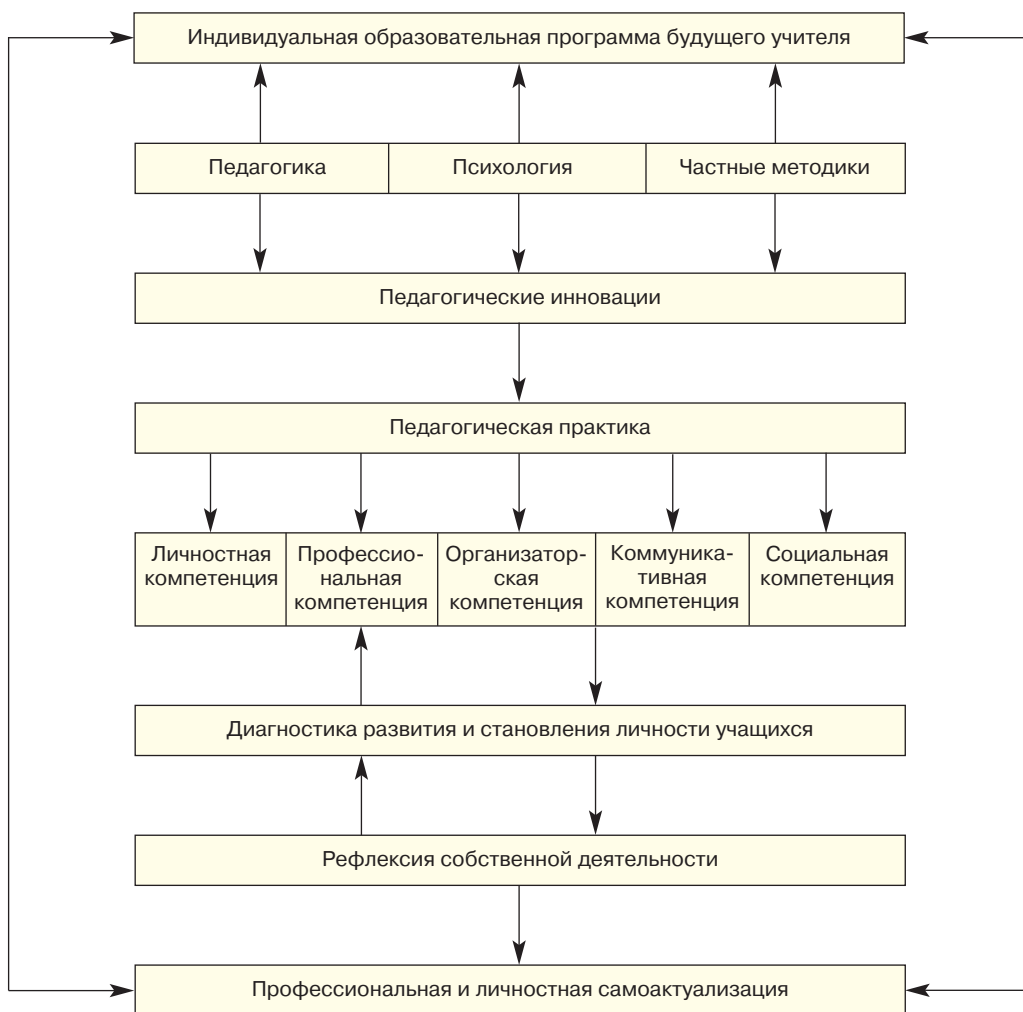 Индивидуальная образовательная программа будущего учителя
Педагогика
Психология
Частные методики
Педагогические инновации
Педагогическая практика
Личностная
компетенция
Профессио-
нальная
компетенция
Организатор-
ская
компетенция
Коммуника-
тивная
компетенция
Социальная
компетенция
Диагностика развития и становления личности учащихся
Рефлексия собственной деятельности
Профессиональная и личностная самоактуализация